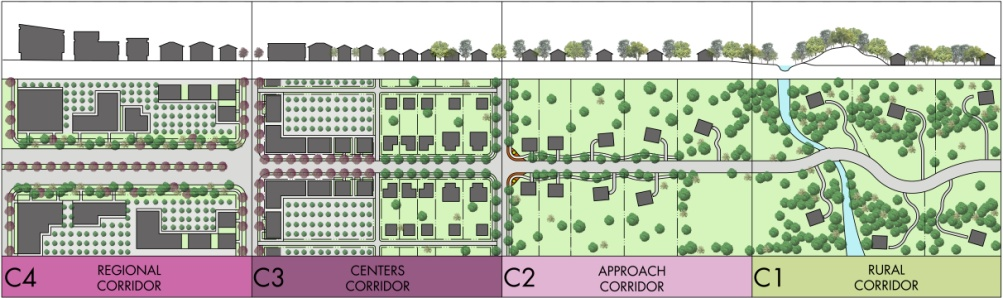 C4
REGIONAL
CORRIDOR
C3
CENTERS
CORRIDOR
C2
APPROACH
CORRIDOR
C1
RURAL
CORRIDOR